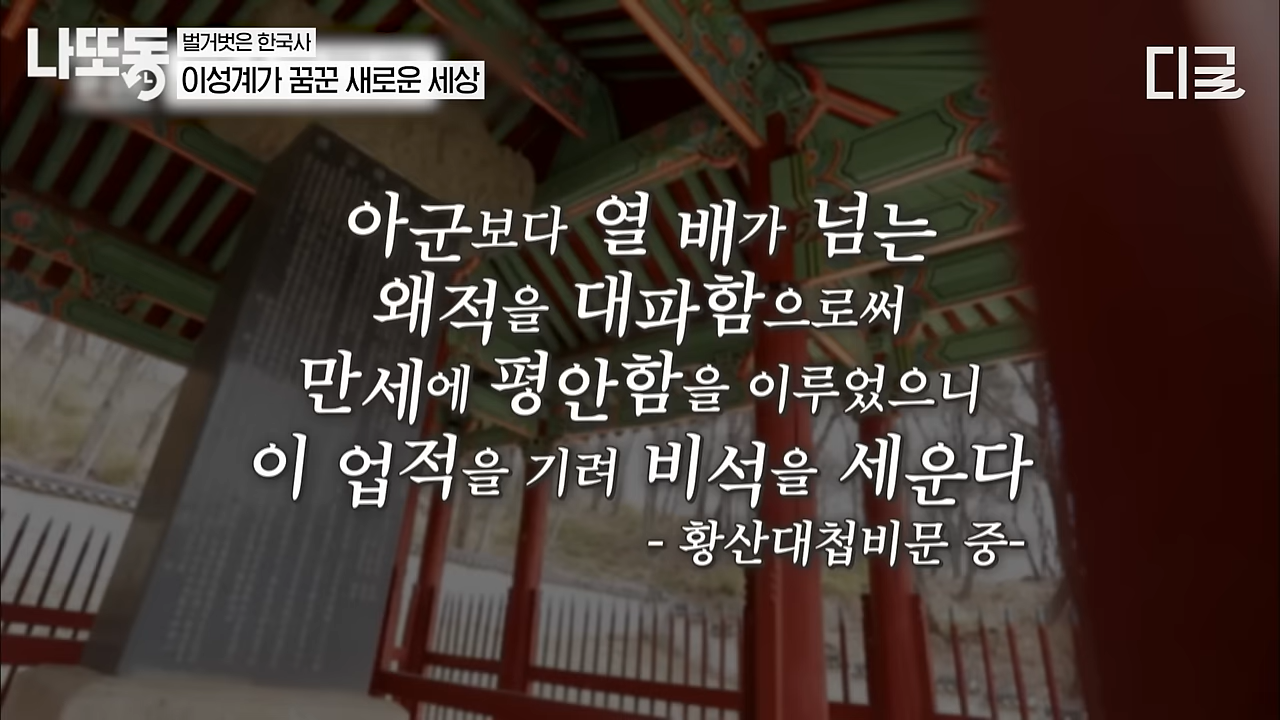 나또동
벌거벗은 한국사
이성계가 꿈꾼 새로운 세상
디글
아군보다 열 배가 넘는
왜적을 대파함으로써
만세에 평안함을 이루었으니
이 업적을 기려 비석을 세운다
- 황산대첩비문 중-